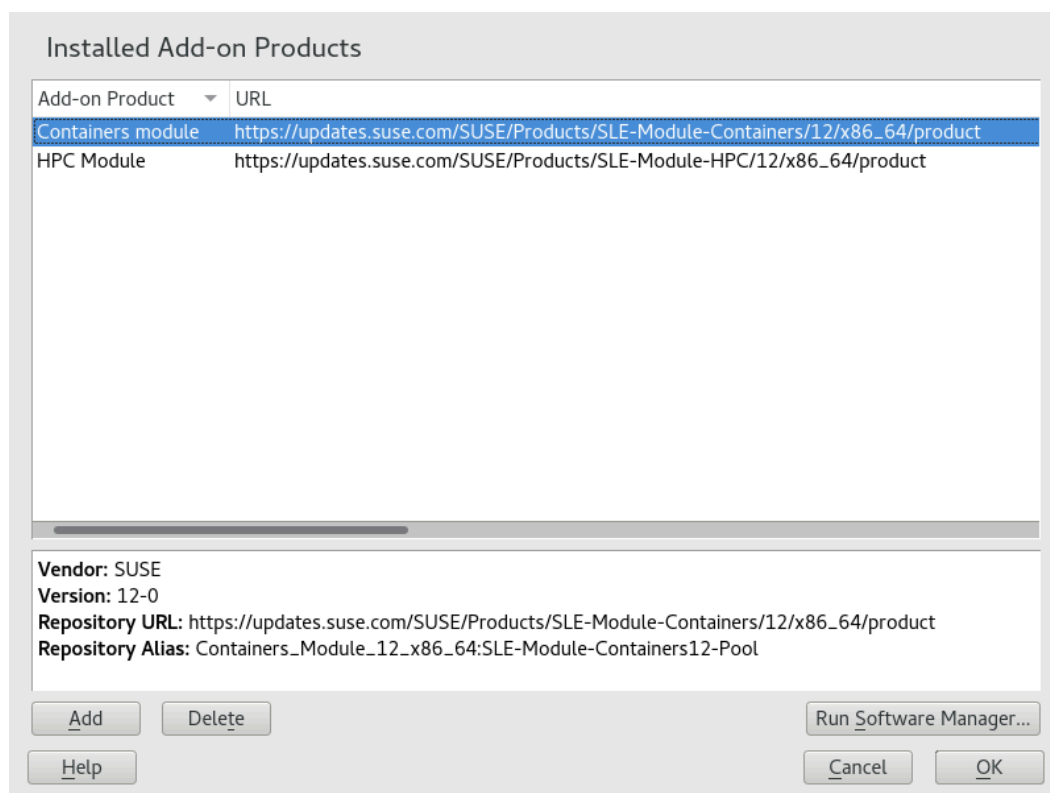 Installed Add-on Products
Add-on Product URL
Containers module https://updates.suse.com/SUSE/Products/SLE-Module-Containers/12/x86_64/product
HPC Module https://updates.suse.com/SUSE/Products/SLE-Module-HPC/12/x86_64/product
Vendor: SUSE
Version: 12-0
Repository URL: https://updates.suse.com/SUSE/Products/SLE-Module-Containers/12/x86_64/product
Repository Alias: Containers_Module_12_x86_64:SLE-Module-Containers12-Pool
Add Delete Run Software Manager...
Help Cancel OK